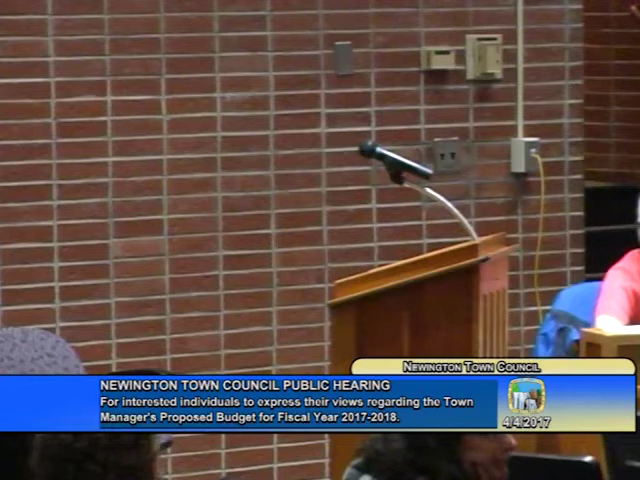 NEWINGTON TOWN COUNCIL
NEWINGTON TOWN COUNCIL PUBLIC HEARING
For interested individuals to express their views regarding the Town
Manager's Proposed Budget for Fiscal Year 2017-2018.
4/4/2017